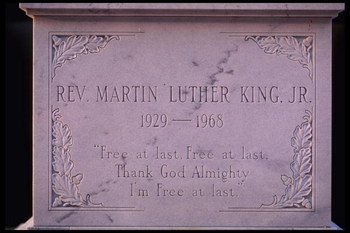 REV. MARTIN LUTHER KING, JR.
1929—1968
"Free at last. Free at last.
Thank God Almighty
I'm Free at last."